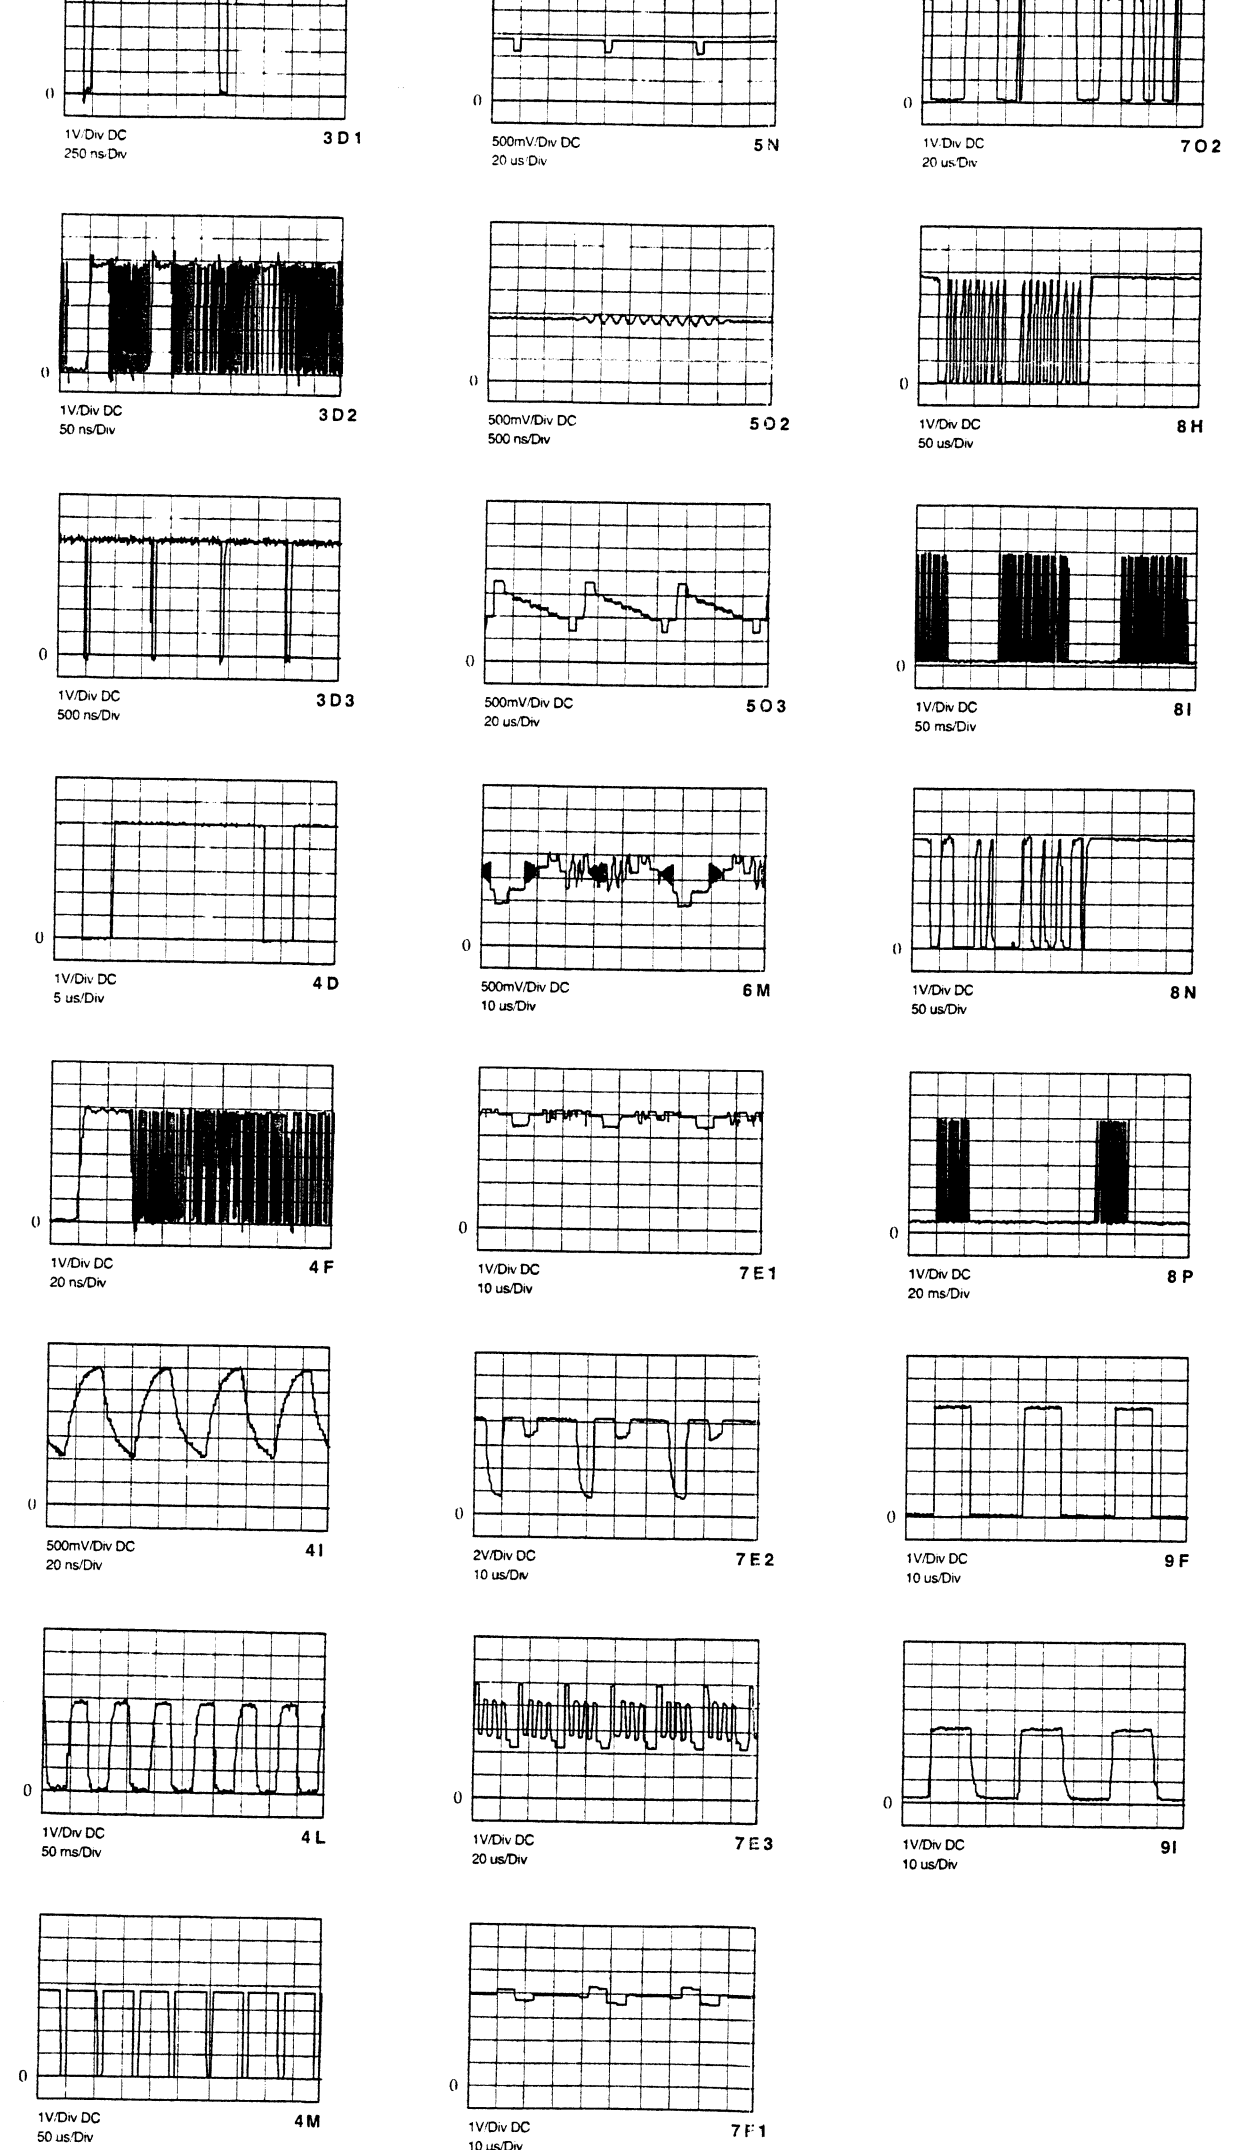 0
1V/Div DC 3D1
250 ns/Div
0
1V/Div DC 3D2
50 ns/Div
0
1V/Div DC 3D3
500 ns/Div
0
1V/Div DC 4D
5 us/Div
0
1V/Div DC 4F
20 ns/Div
0
500mV/Div DC 4I
20 ns/Div
0
1V/Div DC 4L
50 ms/Div
0
1V/Div DC 4M
50 us/Div
0
500mV/Div DC 5N
20 us/Div
0
500mV/Div DC 5O2
500 ns/Div
0
500mV/Div DC 5O3
20 us/Div
0
500mV/Div DC 6M
10 us/Div
0
1V/Div DC 7E1
10 us/Div
0
2V/Div DC 7E2
10 us/Div
0
1V/Div DC 7E3
20 us/Div
0
1V/Div DC 7F1
10 us/Div
0
1V/Div DC 7O2
20 us/Div
0
1V/Div DC 8H
50 us/Div
0
1V/Div DC 8I
50 ms/Div
0
1V/Div DC 8N
50 us/Div
0
1V/Div DC 8P
20 ms/Div
0
1V/Div DC 9F
10 us/Div
0
1V/Div DC 9I
10 us/Div